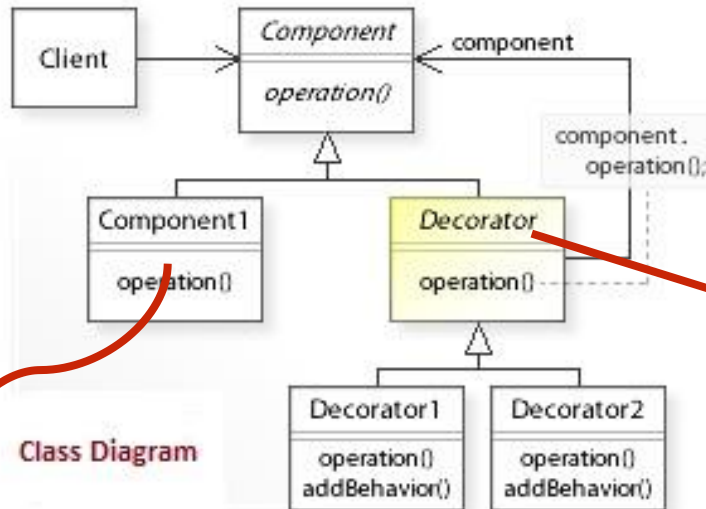 Client
Component
operation()
component
component.
operation();
Component1
operation()
Decorator
operation()
Class Diagram
Decorator1
operation()
addBehavior()
Decorator2
operation()
addBehavior()